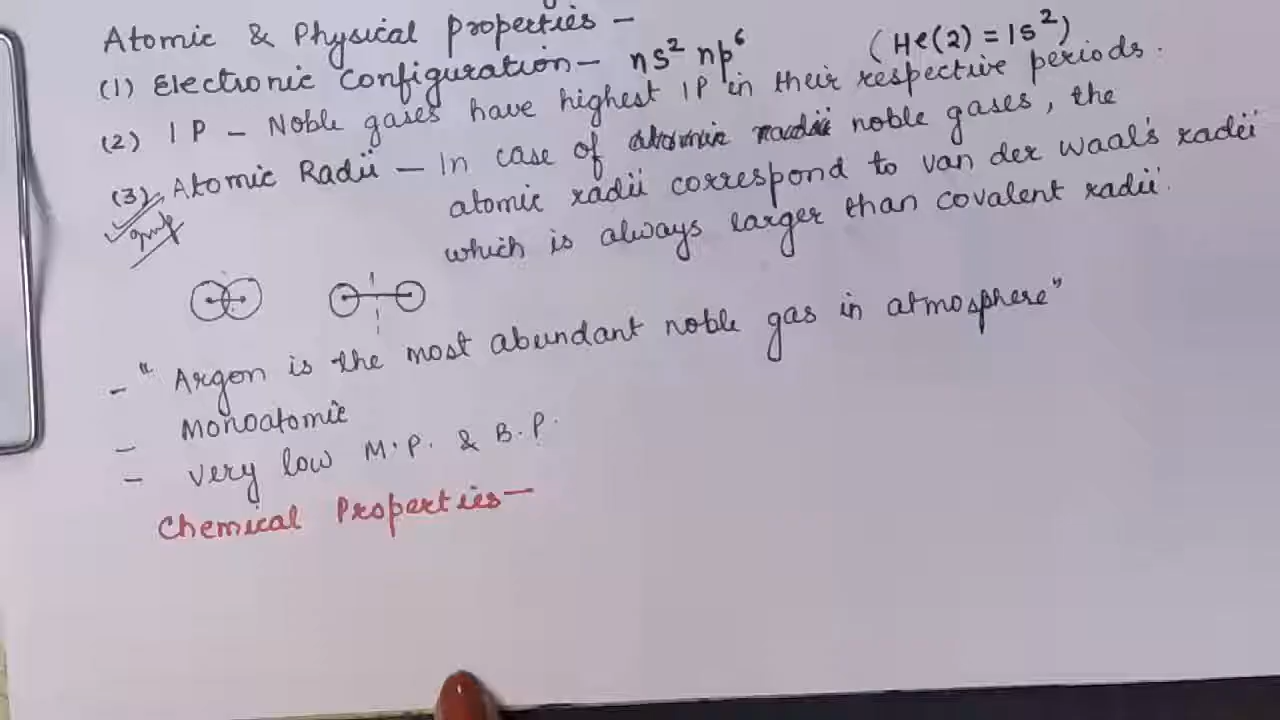 Atomic & Physical properties –
(1) Electronic Configuration – ns² np⁶ (He(2) = 1s²)
(2) IP – Noble gases have highest IP in their respective periods.
(3) Atomic Radii – In case of atomic radii noble gases, the
atomic radii correspond to van der waal's radii
which is always larger than covalent radii.
- "Argon is the most abundant noble gas in atmosphere"
- Monoatomic
- very low M.P. & B.P.
Chemical Properties –